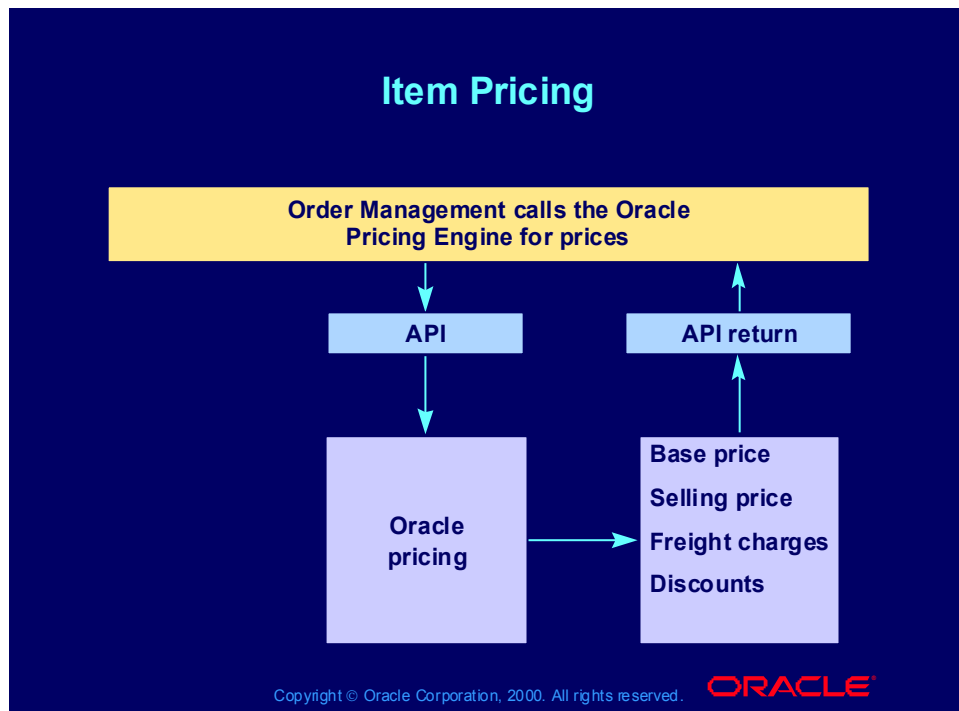 Item Pricing
Order Management calls the Oracle
Pricing Engine for prices
API
API return
Oracle
pricing
Base price
Selling price
Freight charges
Discounts
Copyright © Oracle Corporation, 2000. All rights reserved.
ORACLE®